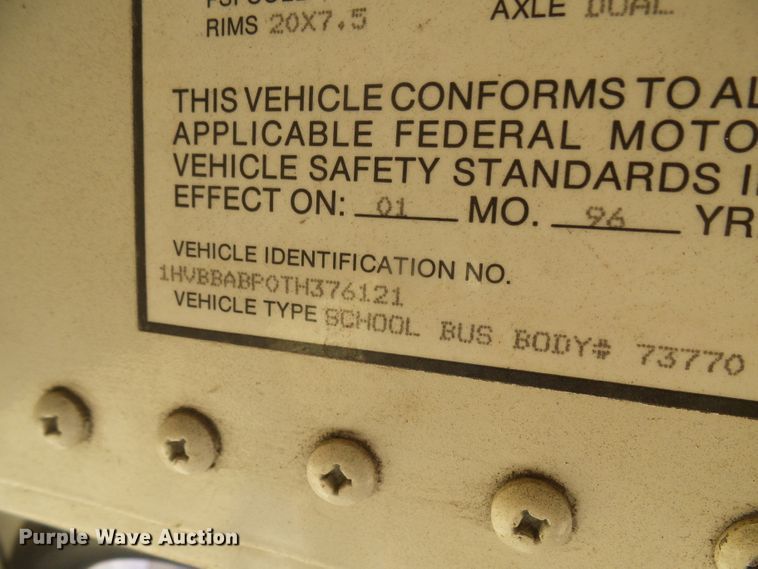 RIMS 20X7.5
AXLE DUAL
THIS VEHICLE CONFORMS TO AL
APPLICABLE FEDERAL MOTO
VEHICLE SAFETY STANDARDS I
EFFECT ON: 01 MO. 96 YR.
VEHICLE IDENTIFICATION NO.
1HVBBABP0TH376121
VEHICLE TYPE SCHOOL BUS BODY# 73770
Purple Wave Auction